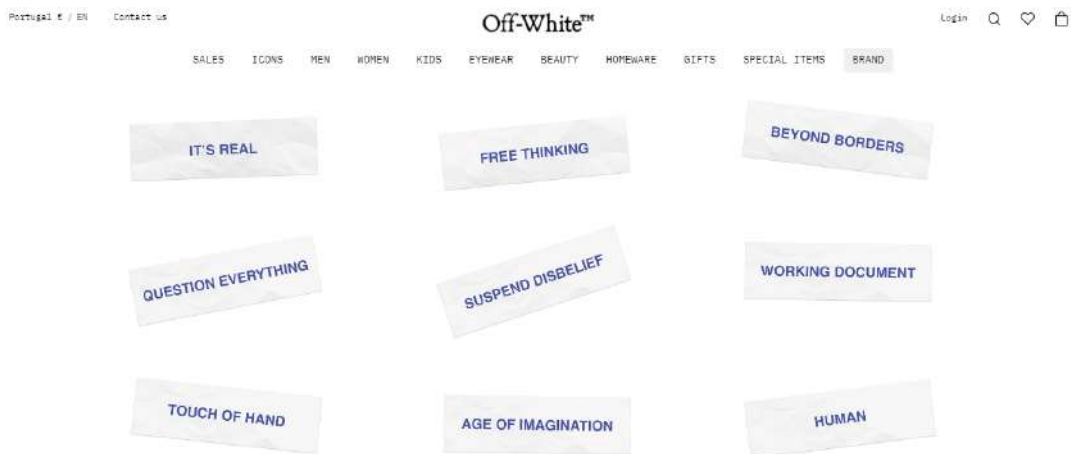 Portugal € / EN Contact us Off-White™ Login
SALES ICONS MEN WOMEN KIDS EYEWEAR BEAUTY HOMEWARE GIFTS SPECIAL ITEMS BRAND
IT'S REAL FREE THINKING BEYOND BORDERS
QUESTION EVERYTHING SUSPEND DISBELIEF WORKING DOCUMENT
TOUCH OF HAND AGE OF IMAGINATION HUMAN